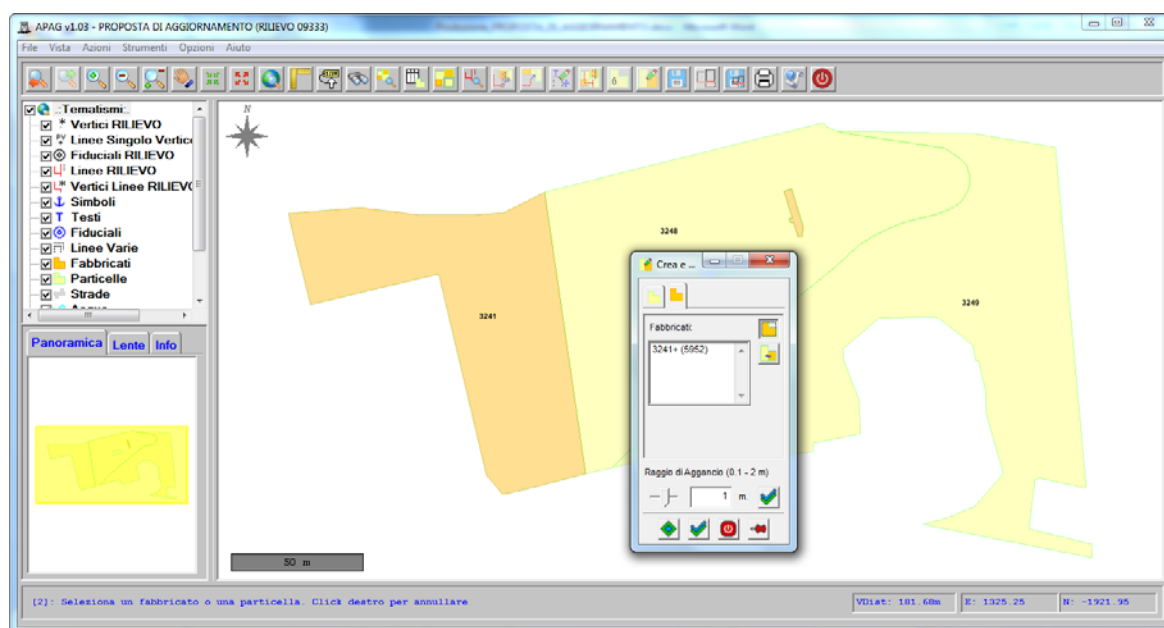 APAG v1.03 - PROPOSTA DI AGGIORNAMENTO (RILIEVO 09333)
File Vista Azioni Strumenti Opzioni Aiuto
.:Tematismi:.
Vertici RILIEVO
Linee Singolo Vertice
Fiduciali RILIEVO
Linee RILIEVO
Vertici Linee RILIEVO
Simboli
T Testi
Fiduciali
Linee Varie
Fabbricati
Particelle
Strade
Panoramica Lente Info
N
3248
3241
3249
50 m
Crea e ...
Fabbricati:
3241+ (5952)
Raggio di Aggancio (0.1 - 2 m)
1 m.
[2]: Seleziona un fabbricato o una particella. Click destro per annullare
VDist: 181.68m E: 1325.25 N: -1921.95